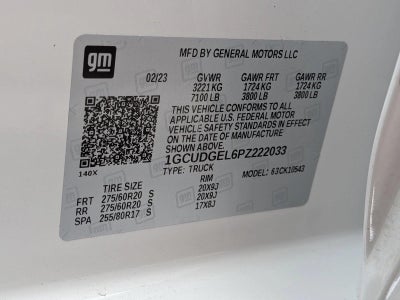 gm
MFD BY GENERAL MOTORS LLC
02/23 GVWR GAWR FRT GAWR RR
3221 KG 1724 KG 1724 KG
7100 LB 3800 LB 3800 LB
THIS VEHICLE CONFORMS TO ALL
APPLICABLE U.S. FEDERAL MOTOR
VEHICLE SAFETY STANDARDS IN EFFECT
ON THE DATE OF MANUFACTURE
SHOWN ABOVE.
1GCUDGEL6PZ222033
140X TYPE: TRUCK MODEL: 63CK10543
TIRE SIZE RIM
FRT 275/60R20 S 20X9J
RR 275/60R20 S 20X9J
SPA 255/80R17 S 17X8J